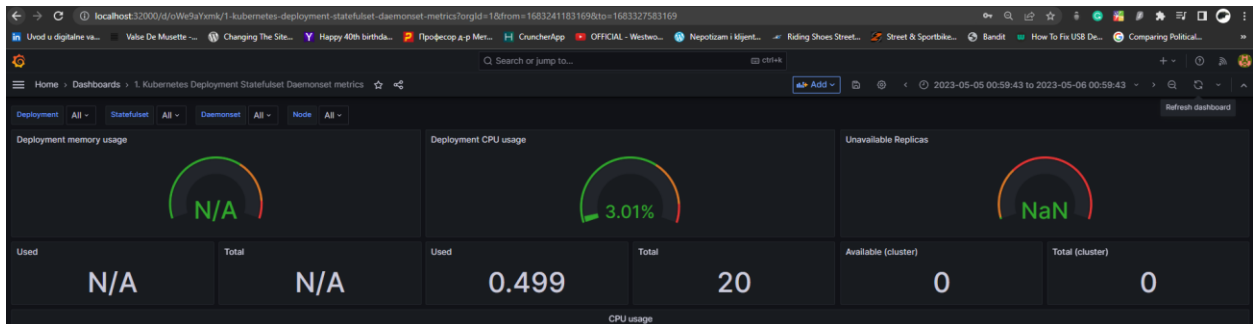 localhost:32000/d/oWe9aYxmk/1-kubernetes-deployment-statefulset-daemonset-metrics?orgId=1&from=1683241183169&to=1683327583169
Uvod u digitalne va... Valse De Musette -... Changing The Site... Happy 40th birthda... Професор д-р Мет... CruncherApp OFFICIAL - Westwo... Nepotizam i klijent... Riding Shoes Street... Street & Sportbike... Bandit How To Fix USB De... Comparing Political... »
Search or jump to... ctrl+k
Home > Dashboards > 1. Kubernetes Deployment Statefulset Daemonset metrics Add 2023-05-05 00:59:43 to 2023-05-06 00:59:43
Refresh dashboard
Deployment All Statefulset All Daemonset All Node All
Deployment memory usage Deployment CPU usage Unavailable Replicas
N/A 3.01% NaN
Used Total Used Total Available (cluster) Total (cluster)
N/A N/A 0.499 20 0 0
CPU usage